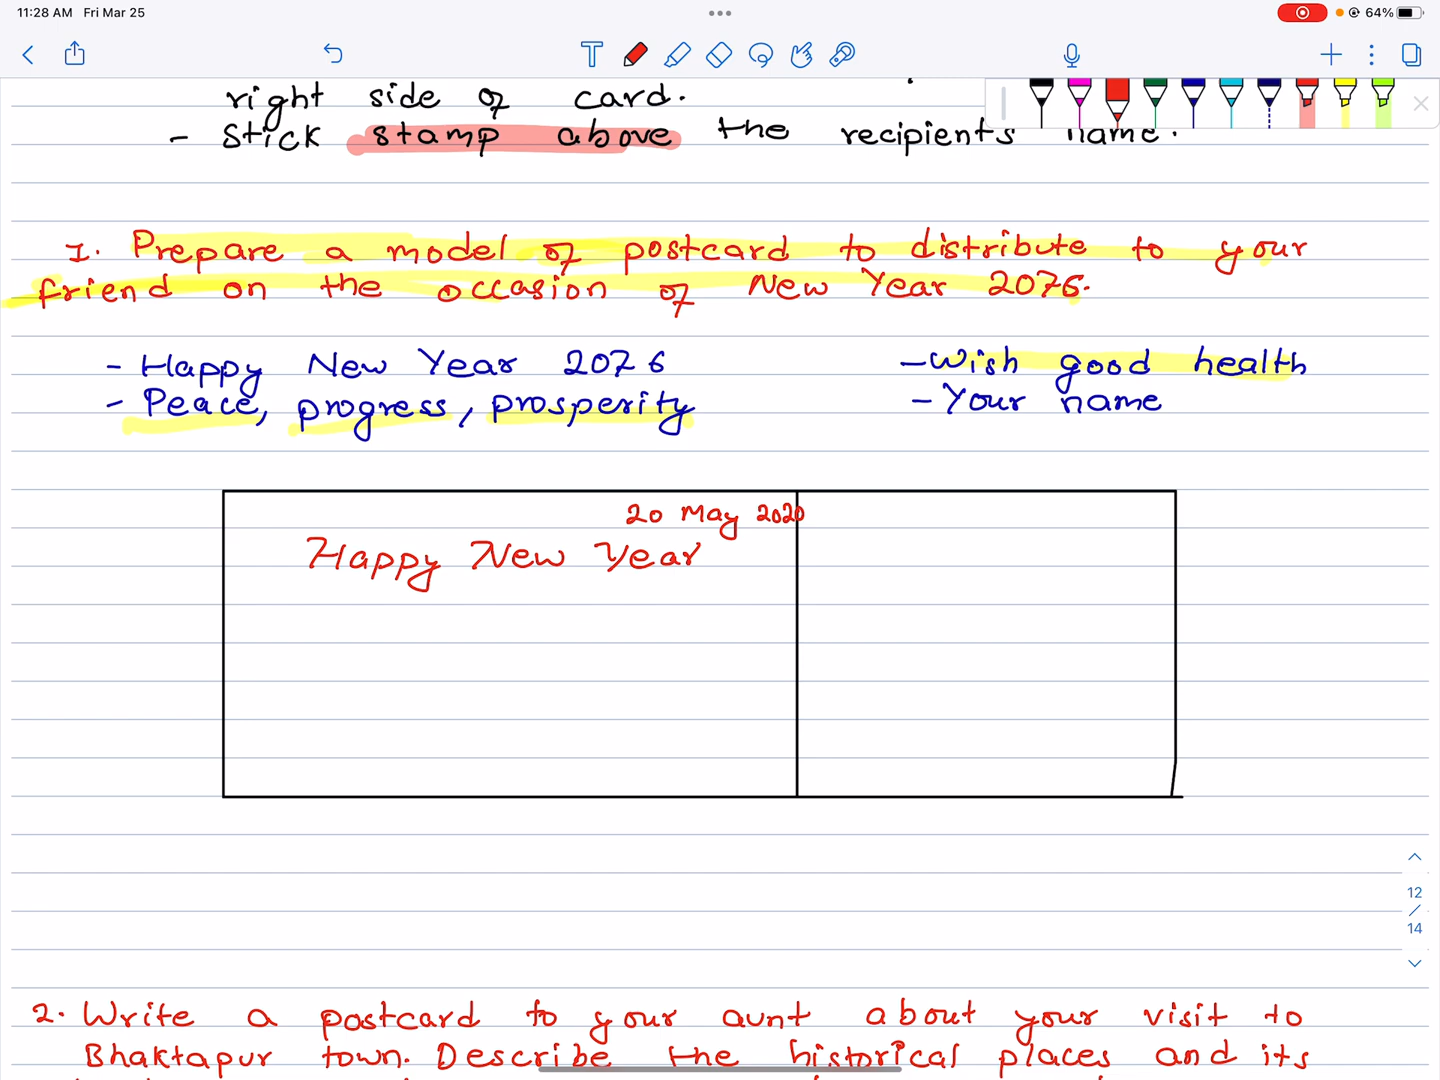 11:28 AM Fri Mar 25
64%
right side of card.
- Stick stamp above the recipients name.
1. Prepare a model of postcard to distribute to your
friend on the occasion of New Year 2076.
- Happy New Year 2076
- Wish good health
- Peace, progress, prosperity
- Your name
20 May 2020
Happy New Year
12
/
14
2. Write a postcard to your aunt about your visit to
Bhaktapur town. Describe the historical places and its